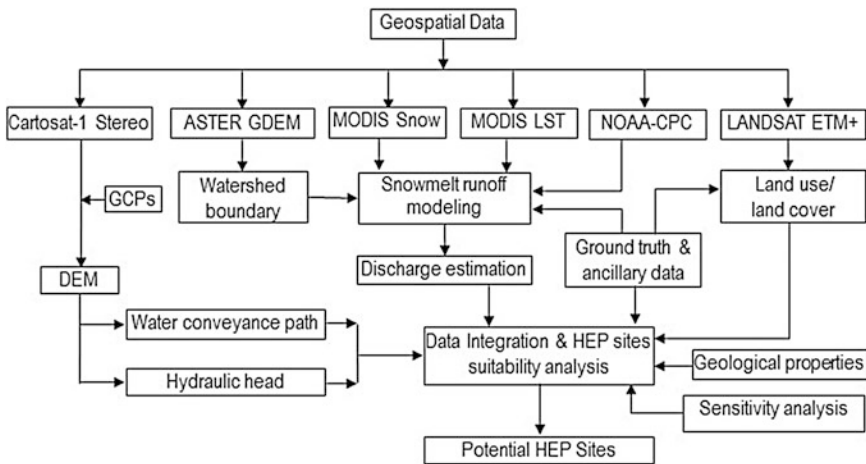 Geospatial Data
Cartosat-1 Stereo
ASTER GDEM
MODIS Snow
MODIS LST
NOAA-CPC
LANDSAT ETM+
GCPs
Watershed
boundary
Snowmelt runoff
modeling
Land use/
land cover
DEM
Discharge estimation
Ground truth &
ancillary data
Water conveyance path
Hydraulic head
Data Integration & HEP sites
suitability analysis
Geological properties
Sensitivity analysis
Potential HEP Sites